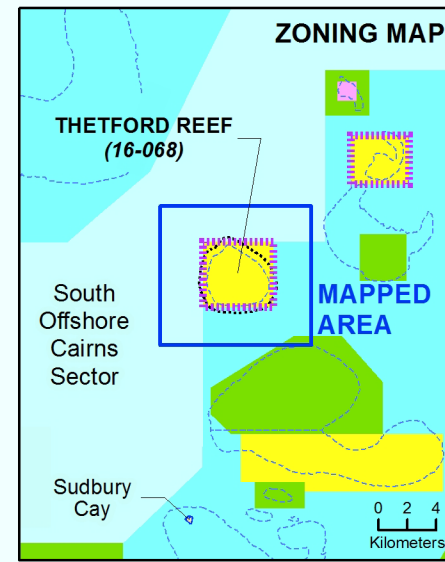 ZONING MAP
THETFORD REEF
(16-068)
South
Offshore
Cairns
Sector
MAPPED
AREA
Sudbury
Cay
0 2 4
Kilometers